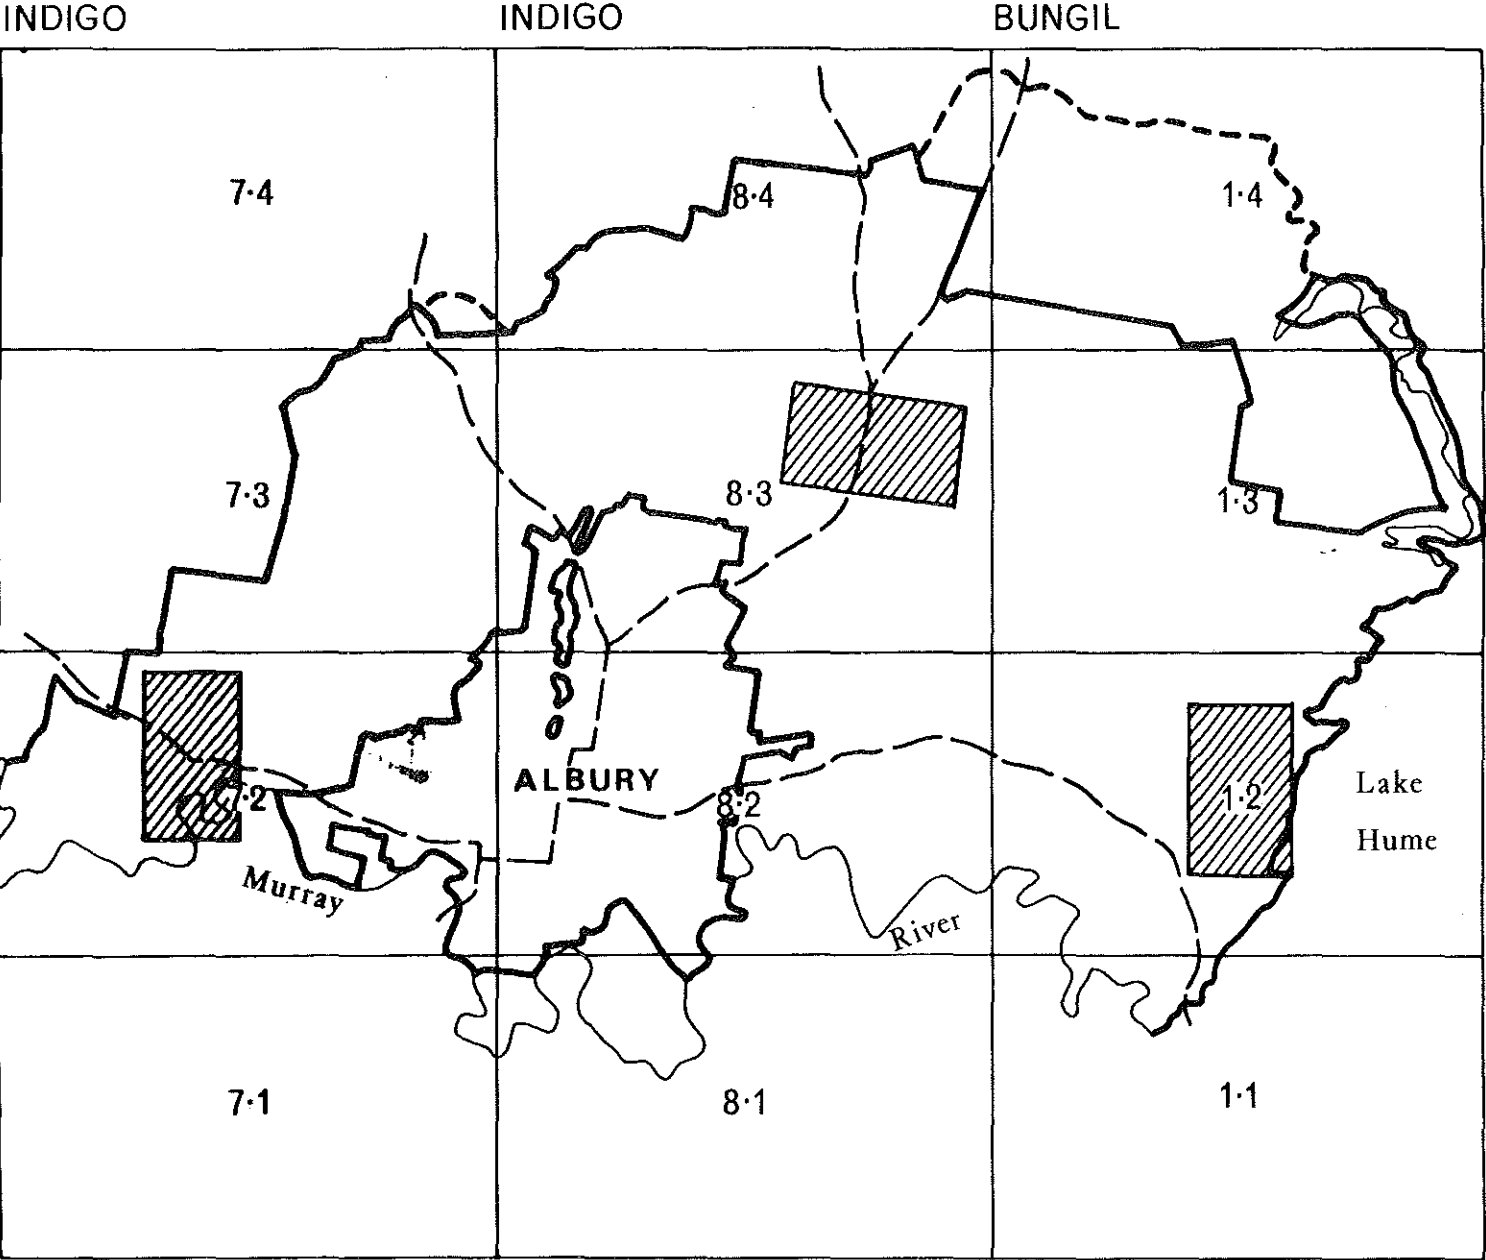 INDIGO INDIGO BUNGIL
7·4 8·4 1·4
7·3 8·3 1·3
ALBURY
·2 8·2 1·2
Lake
Hume
Murray
River
7·1 8·1 1·1